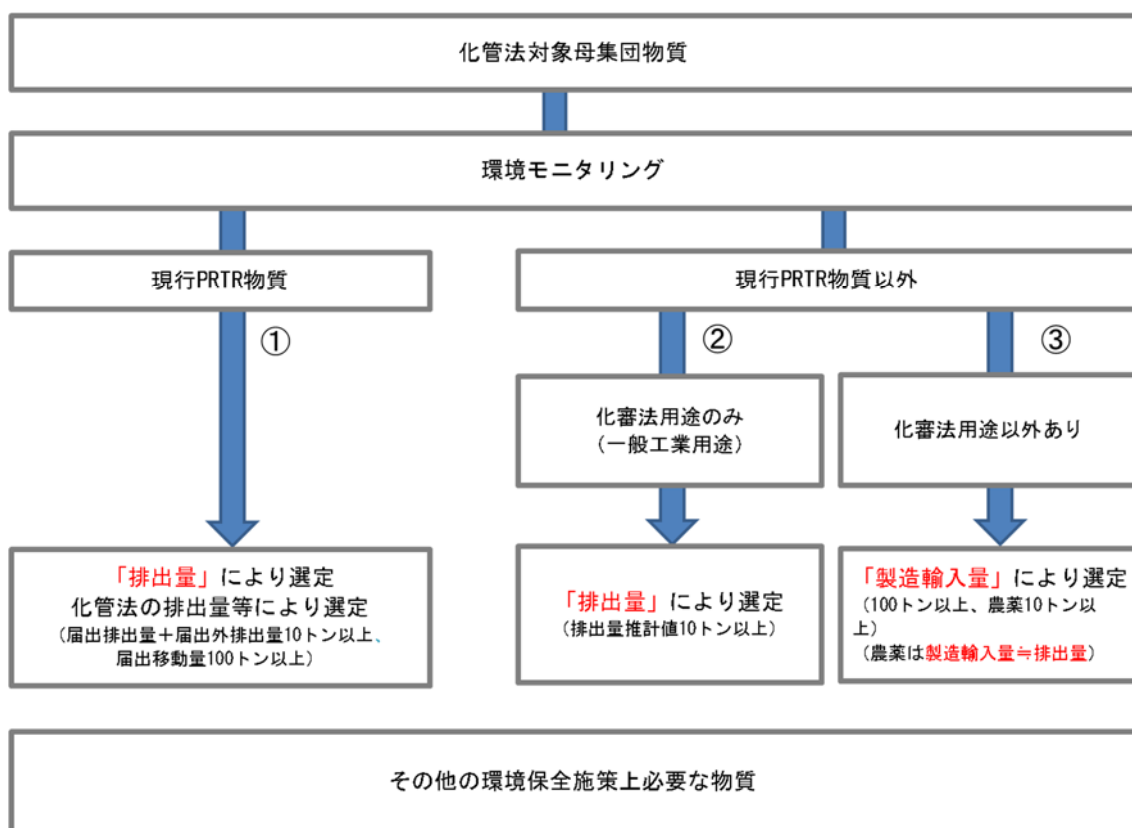 化管法対象母集団物質
環境モニタリング
現行PRTR物質
現行PRTR物質以外
①
②
③
化審法用途のみ
（一般工業用途）
化審法用途以外あり
「排出量」により選定
化管法の排出量等により選定
（届出排出量＋届出外排出量10トン以上、
届出移動量100トン以上）
「排出量」により選定
（排出量推計値10トン以上）
「製造輸入量」により選定
（100トン以上、農薬10トン以
上）
（農薬は製造輸入量≒排出量）
その他の環境保全施策上必要な物質